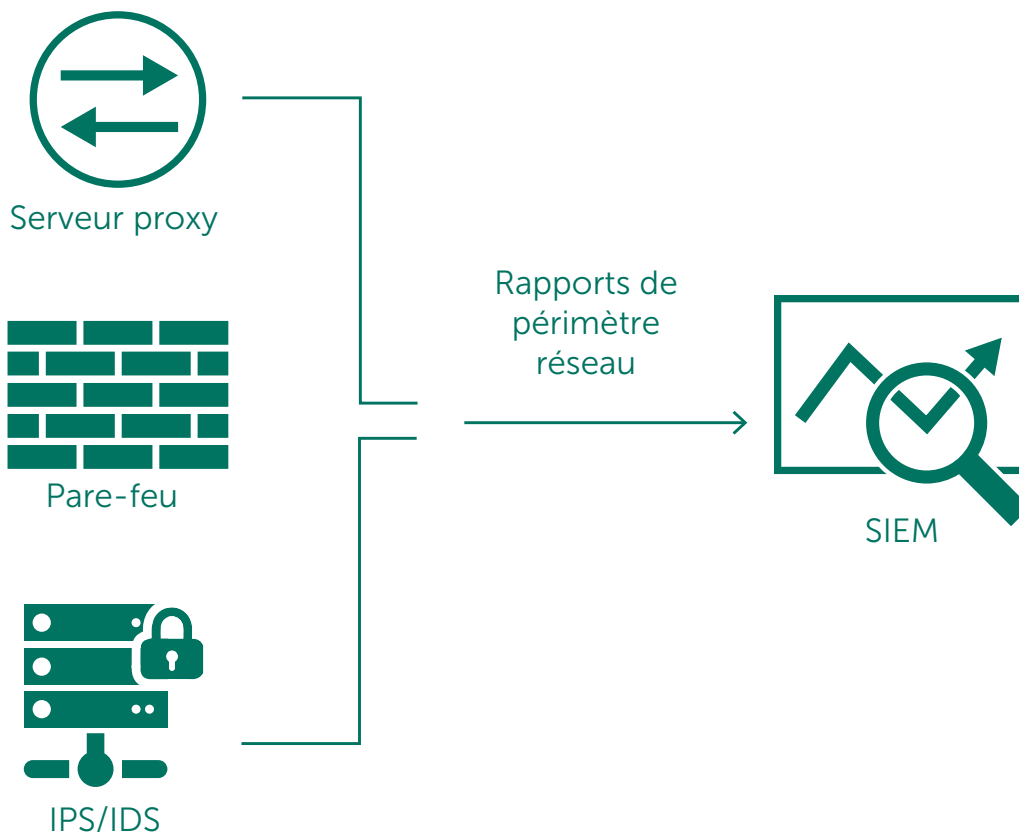 Serveur proxy
Rapports de
périmètre
réseau
Pare-feu
SIEM
IPS/IDS